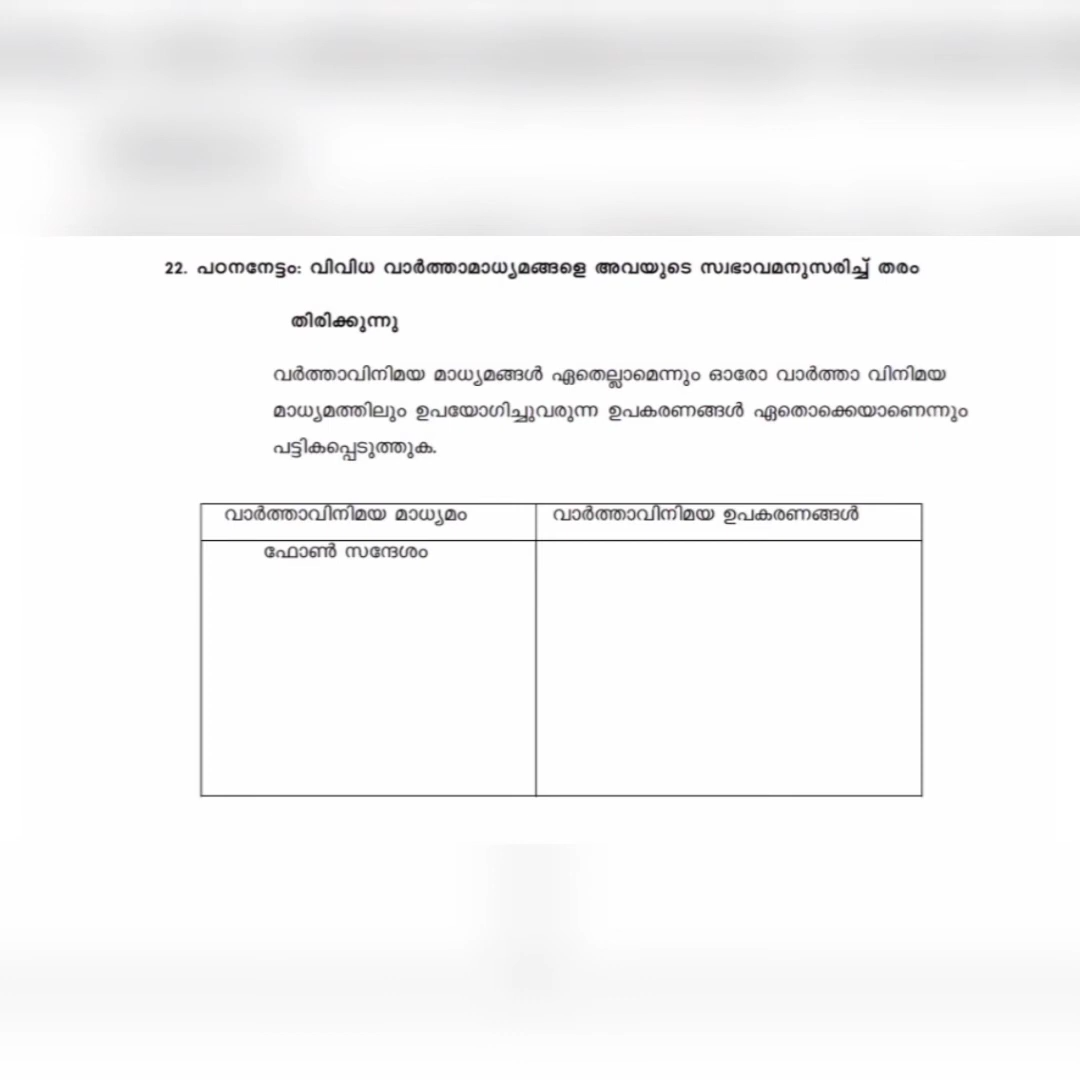 22. പഠനനേട്ടം: വിവിധ വാർത്താമാധ്യമങ്ങളെ അവയുടെ സ്വഭാവമനുസരിച്ച് തരം
തിരിക്കുന്നു
വർത്താവിനിമയ മാധ്യമങ്ങൾ ഏതെല്ലാമെന്നും ഓരോ വാർത്താ വിനിമയ
മാധ്യമത്തിലും ഉപയോഗിച്ചുവരുന്ന ഉപകരണങ്ങൾ ഏതൊക്കെയാണെന്നും
പട്ടികപ്പെടുത്തുക.
വാർത്താവിനിമയ മാധ്യമം വാർത്താവിനിമയ ഉപകരണങ്ങൾ
ഫോൺ സന്ദേശം